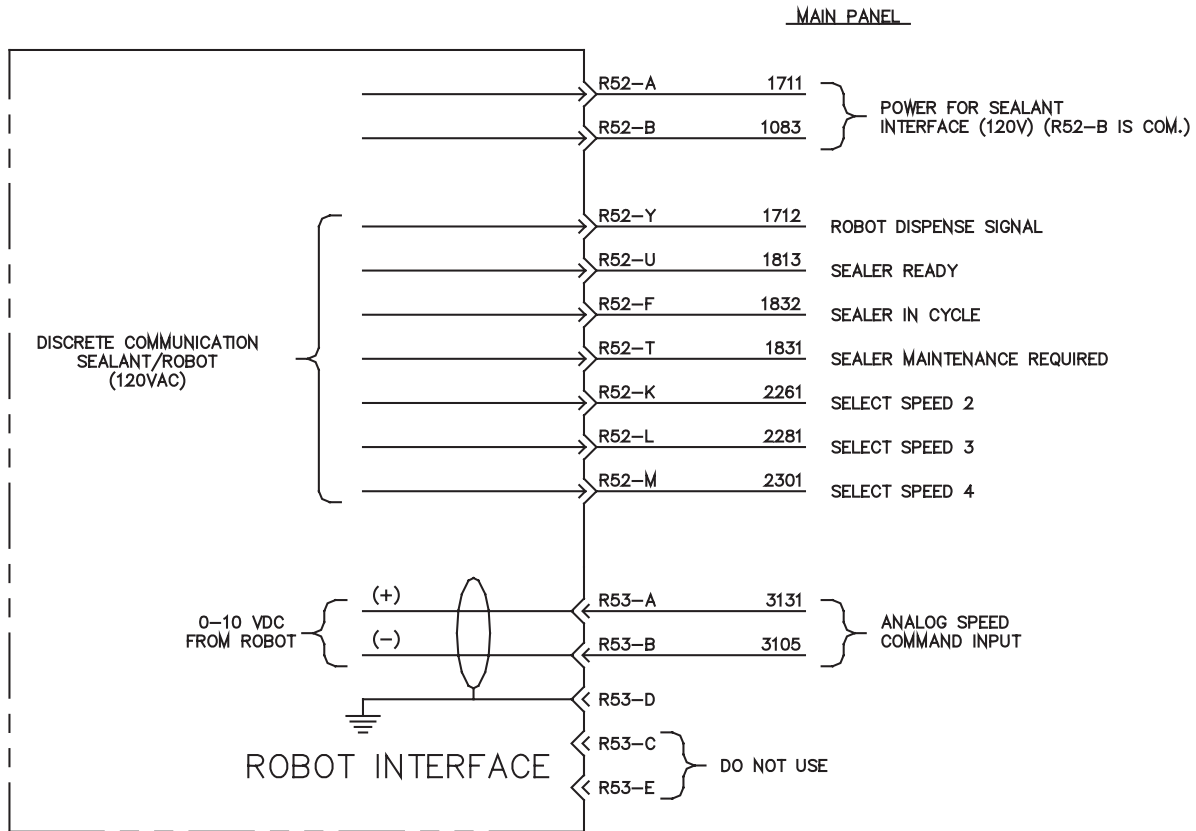 MAIN PANEL
R52-A 1711
R52-B 1083
POWER FOR SEALANT
INTERFACE (120V) (R52-B IS COM.)
R52-Y 1712 ROBOT DISPENSE SIGNAL
R52-U 1813 SEALER READY
R52-F 1832 SEALER IN CYCLE
R52-T 1831 SEALER MAINTENANCE REQUIRED
R52-K 2261 SELECT SPEED 2
R52-L 2281 SELECT SPEED 3
R52-M 2301 SELECT SPEED 4
DISCRETE COMMUNICATION
SEALANT/ROBOT
(120VAC)
0-10 VDC
FROM ROBOT
(+) R53-A 3131
(-) R53-B 3105
ANALOG SPEED
COMMAND INPUT
R53-D
R53-C
R53-E
DO NOT USE
ROBOT INTERFACE